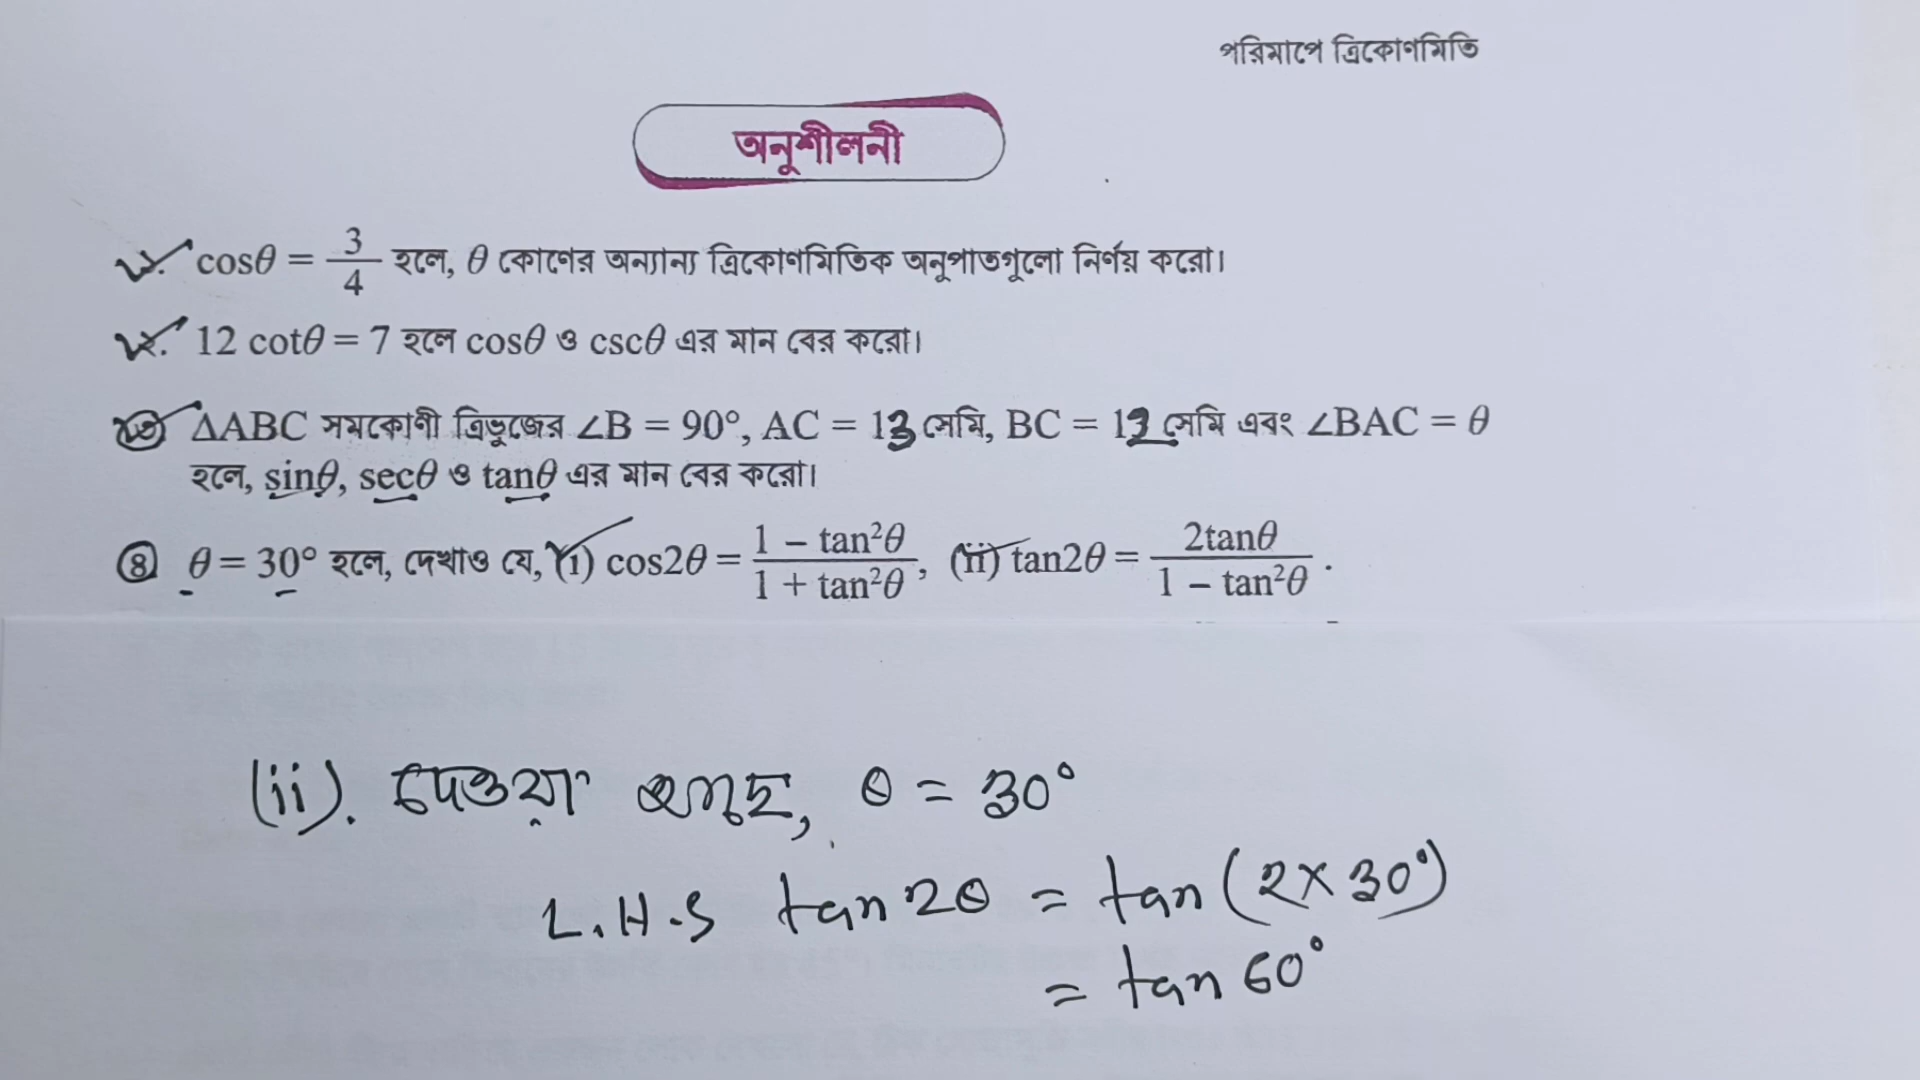 পরিমাপে ত্রিকোণমিতি
অনুশীলনী
১. cosθ = 3/4 হলে, θ কোণের অন্যান্য ত্রিকোণমিতিক অনুপাতগুলো নির্ণয় করো।
২. 12 cotθ = 7 হলে cosθ ও cscθ এর মান বের করো।
৩ ΔABC সমকোণী ত্রিভুজের ∠B = 90°, AC = 13 সেমি, BC = 12 সেমি এবং ∠BAC = θ
হলে, sinθ, secθ ও tanθ এর মান বের করো।
৪ θ = 30° হলে, দেখাও যে, (i) cos2θ = (1 − tan²θ)/(1 + tan²θ), (ii) tan2θ = 2tanθ/(1 − tan²θ).
(ii). দেওয়া আছে, θ = 30°
L.H.S tan 2θ = tan (2 × 30°)
= tan 60°